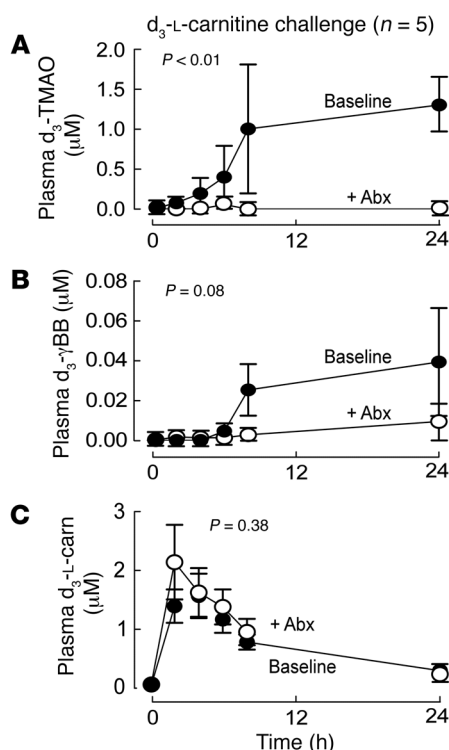 d₃-L-carnitine challenge (n = 5)
A
P < 0.01
Plasma d₃-TMAO
(μM)
2.0
1.5
1.0
0.5
0.0
Baseline
+ Abx
0
12
24
B
P = 0.08
Plasma d₃-γBB (μM)
0.08
0.06
0.04
0.02
0.00
Baseline
+ Abx
0
12
24
C
P = 0.38
Plasma d₃-L-carn
(μM)
3
2
1
0
+ Abx
Baseline
0
12
24
Time (h)